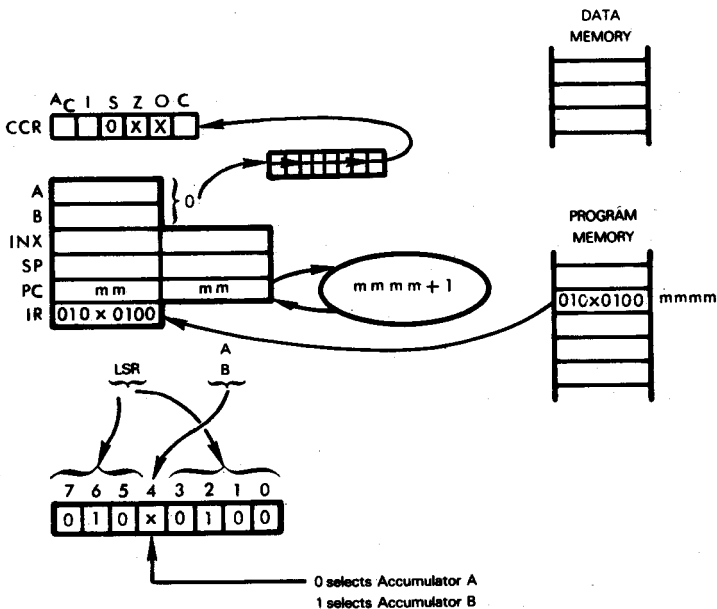 DATA
MEMORY
AC I S Z O C
CCR 0 X X
A
B
0
INX
SP
PC mm mm
IR 010 x 0100
mmmm + 1
PROGRAM
MEMORY
010x0100 mmmm
LSR
A
B
7 6 5 4 3 2 1 0
0 1 0 x 0 1 0 0
0 selects Accumulator A
1 selects Accumulator B